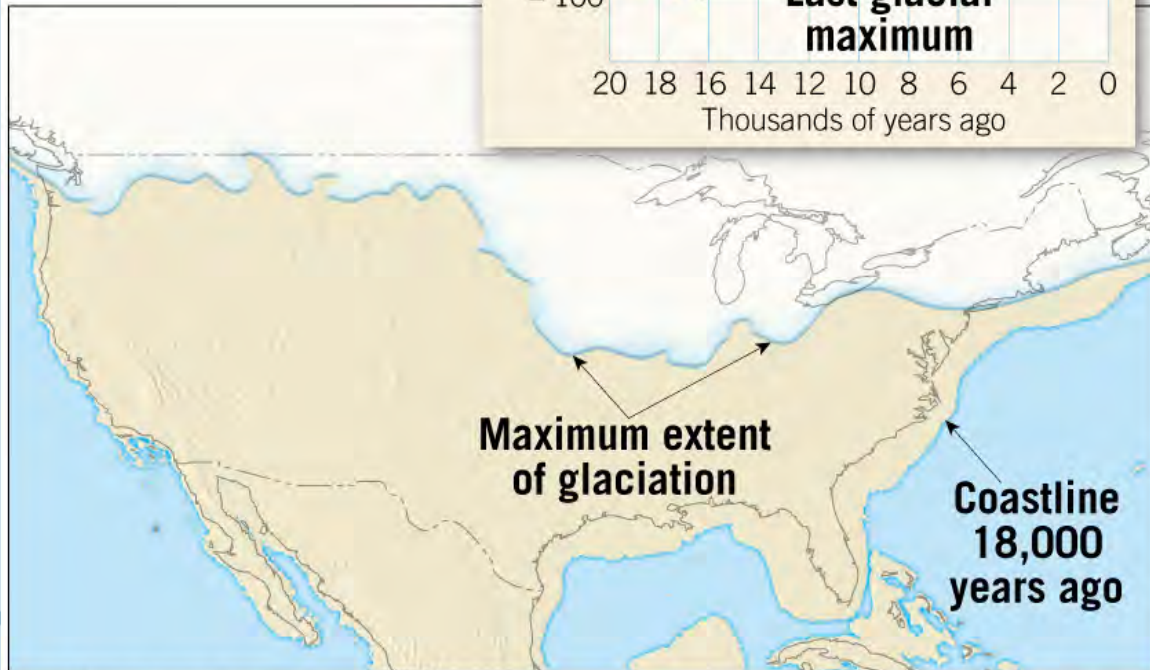 – 100
Last glacial
maximum
20 18 16 14 12 10 8 6 4 2 0
Thousands of years ago
Maximum extent
of glaciation
Coastline
18,000
years ago